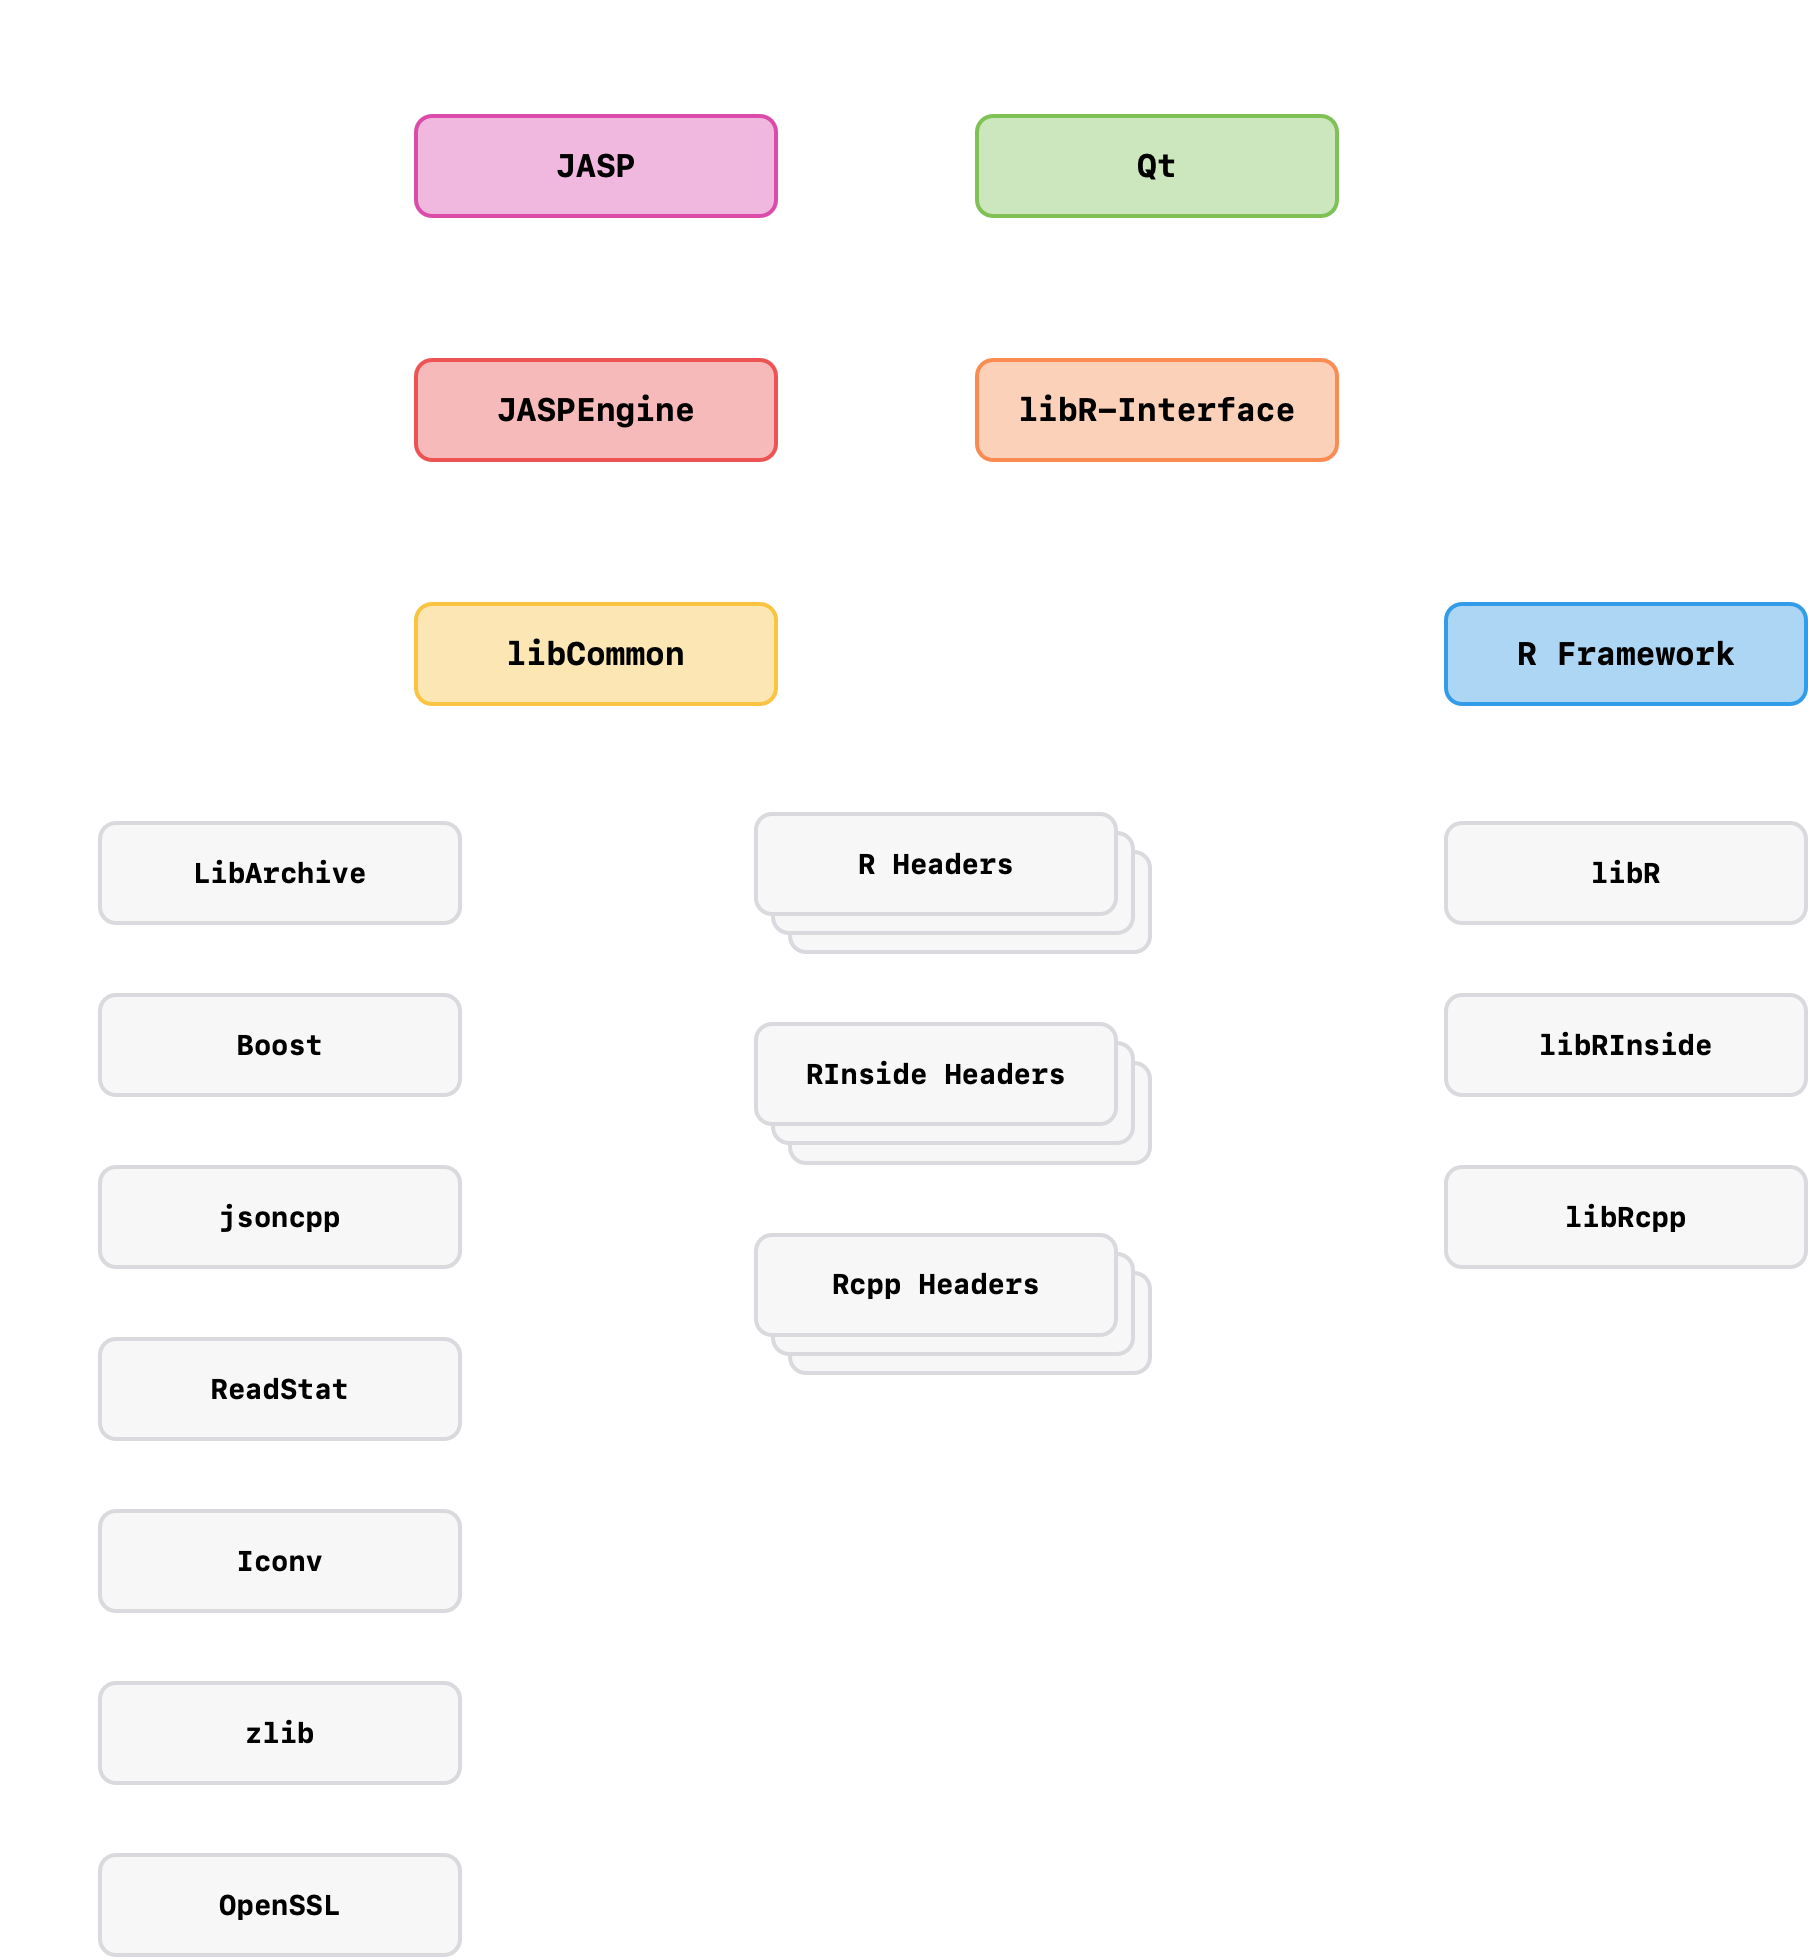 JASP
Qt
JASPEngine
libR-Interface
libCommon
R Framework
LibArchive
R Headers
libR
Boost
RInside Headers
libRInside
jsoncpp
Rcpp Headers
libRcpp
ReadStat
Iconv
zlib
OpenSSL